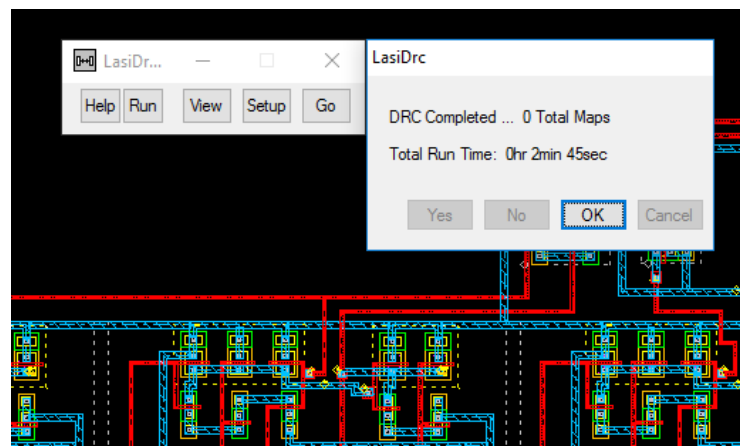 LasiDr...
Help Run View Setup Go
LasiDrc
DRC Completed ... 0 Total Maps
Total Run Time: 0hr 2min 45sec
Yes No OK Cancel